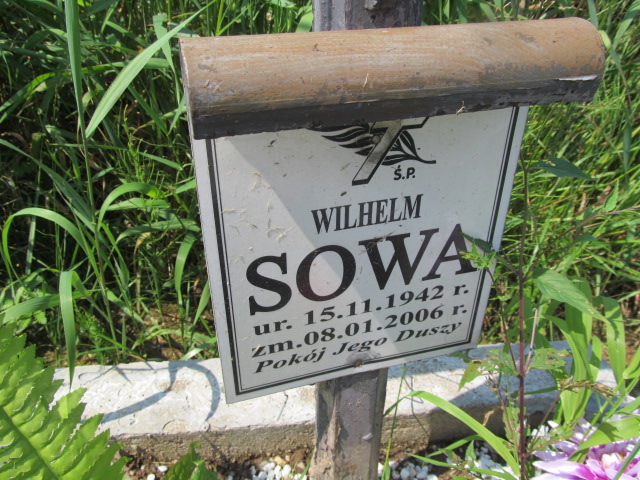 Ś.P.
WILHELM
SOWA
ur. 15.11.1942 r.
zm.08.01.2006 r.
Pokój Jego Duszy